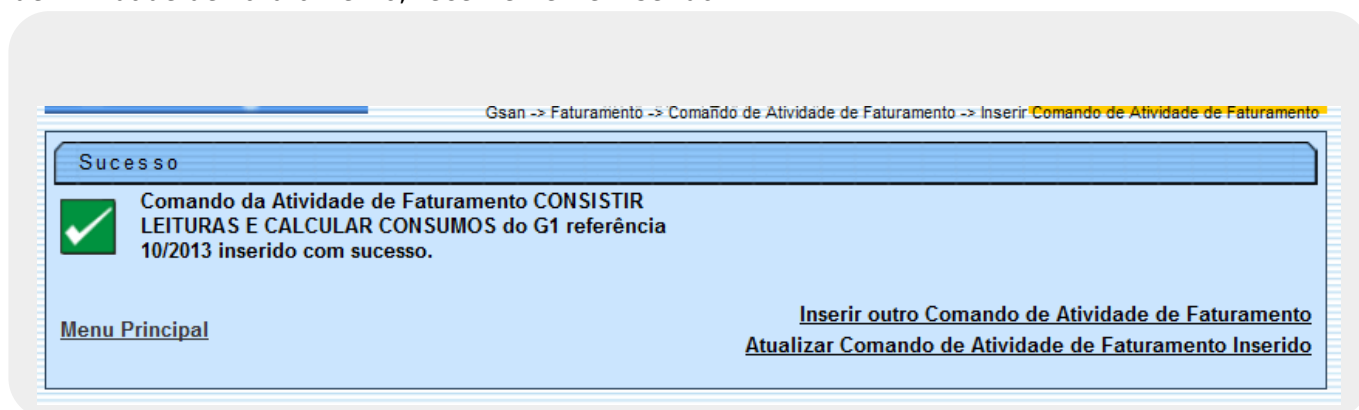 Gsan -> Faturamento -> Comando de Atividade de Faturamento -> Inserir Comando de Atividade de Faturamento
Sucesso
Comando da Atividade de Faturamento CONSISTIR
LEITURAS E CALCULAR CONSUMOS do G1 referência
10/2013 inserido com sucesso.
Inserir outro Comando de Atividade de Faturamento
Menu Principal
Atualizar Comando de Atividade de Faturamento Inserido